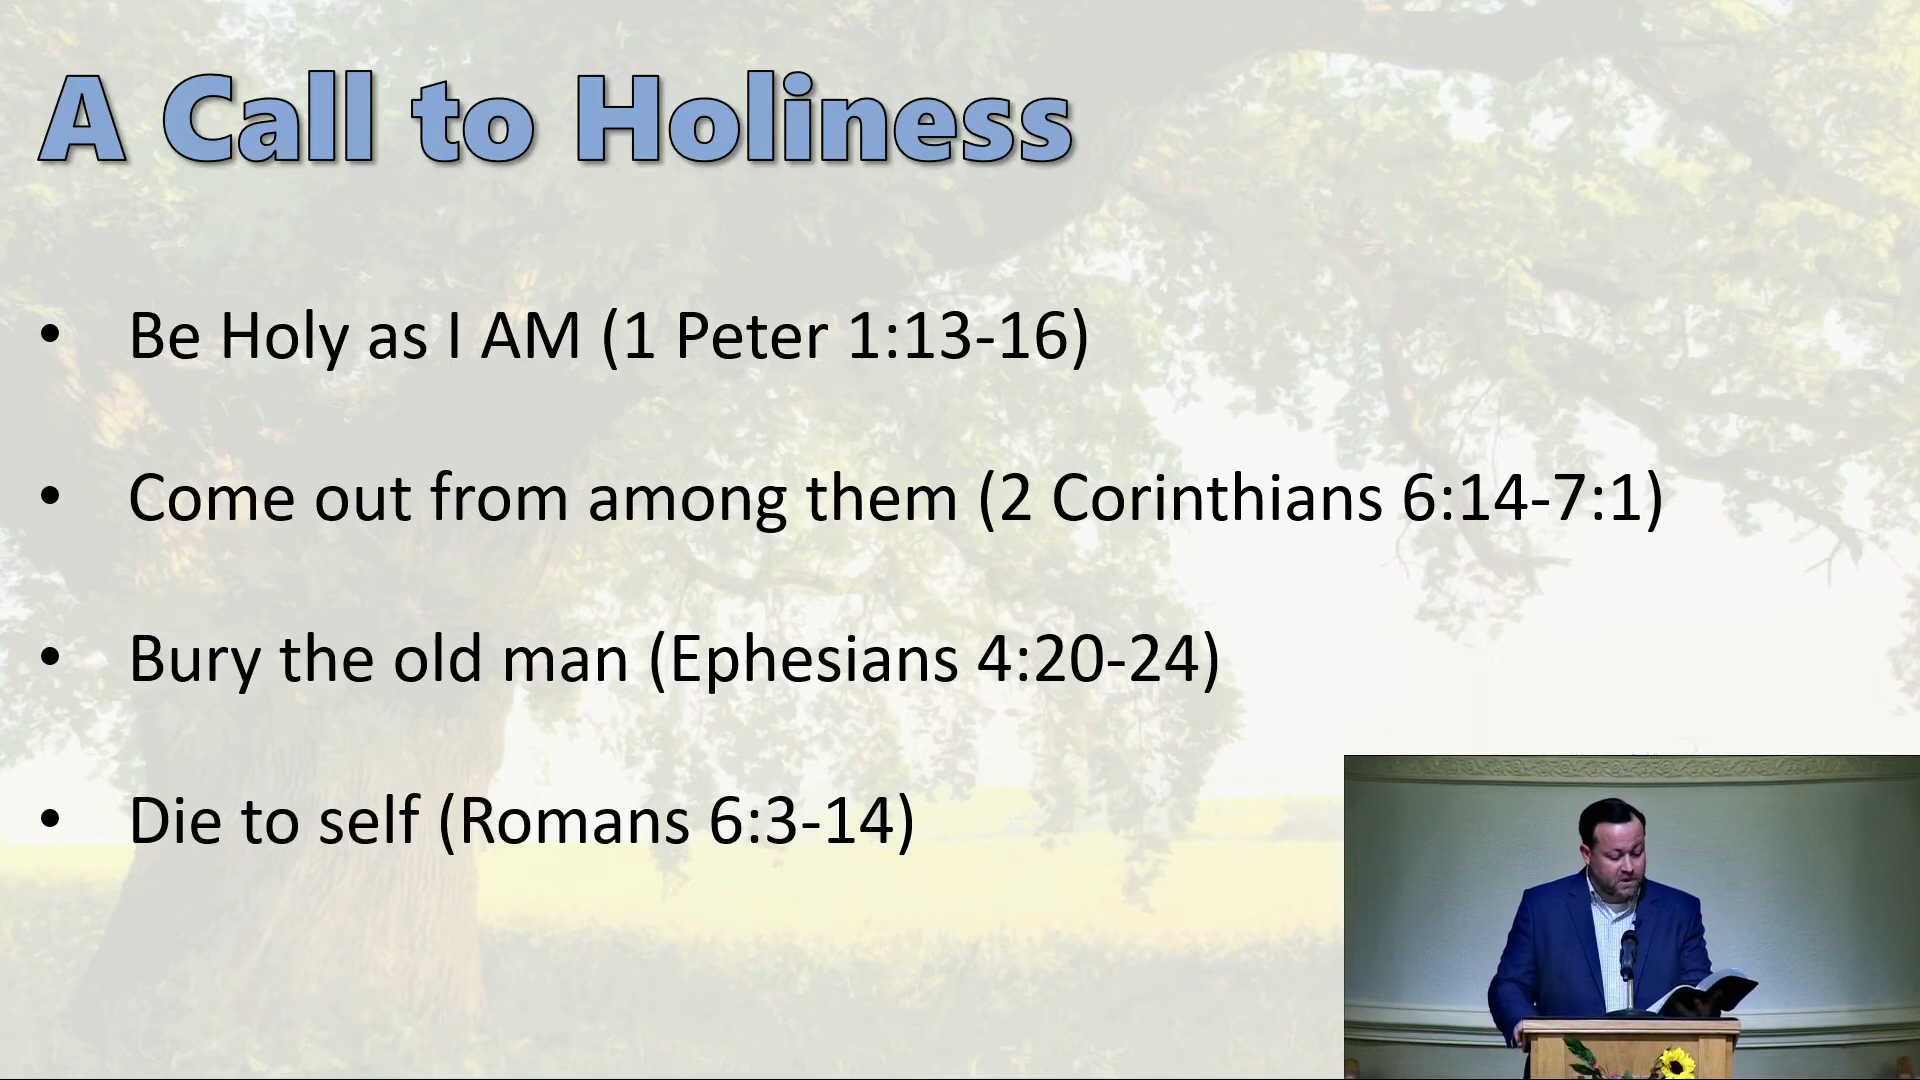 A Call to Holiness
• Be Holy as I AM (1 Peter 1:13-16)
• Come out from among them (2 Corinthians 6:14-7:1)
• Bury the old man (Ephesians 4:20-24)
• Die to self (Romans 6:3-14)